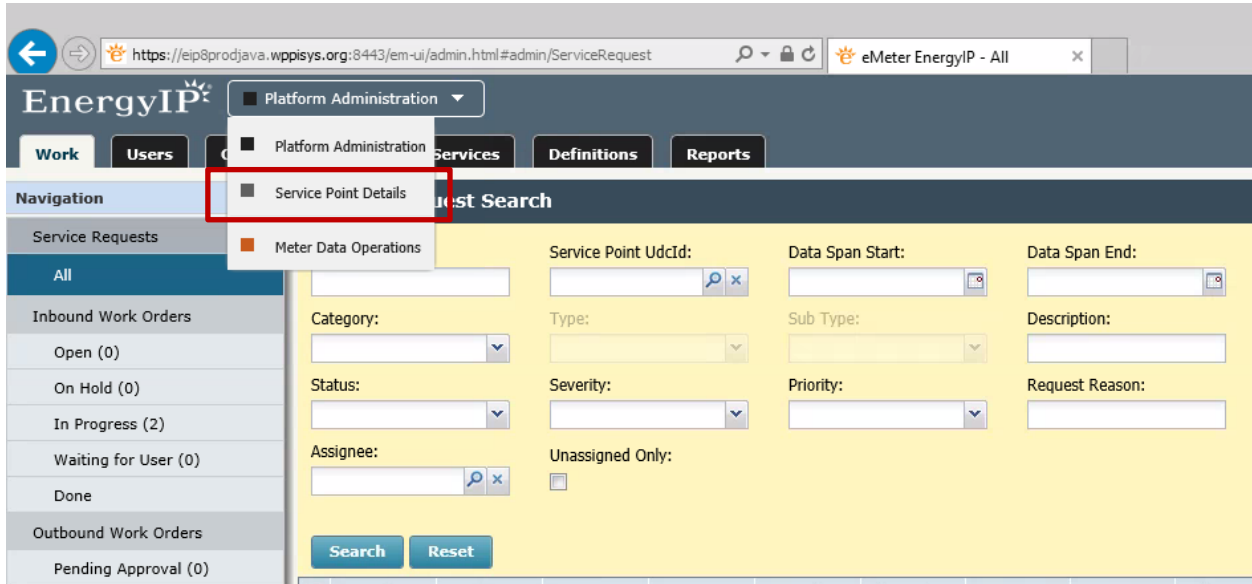 https://eip8prodjava.wppisys.org:8443/em-ui/admin.html#admin/ServiceRequest
eMeter EnergyIP - All
EnergyIP
Platform Administration
Work Users Services Definitions Reports
Platform Administration
Service Point Details
Meter Data Operations
Navigation
Search
Service Requests
All
Inbound Work Orders
Open (0)
On Hold (0)
In Progress (2)
Waiting for User (0)
Done
Outbound Work Orders
Pending Approval (0)
Service Point UdcId: Data Span Start: Data Span End:
Category: Type: Sub Type: Description:
Status: Severity: Priority: Request Reason:
Assignee: Unassigned Only:
Search Reset